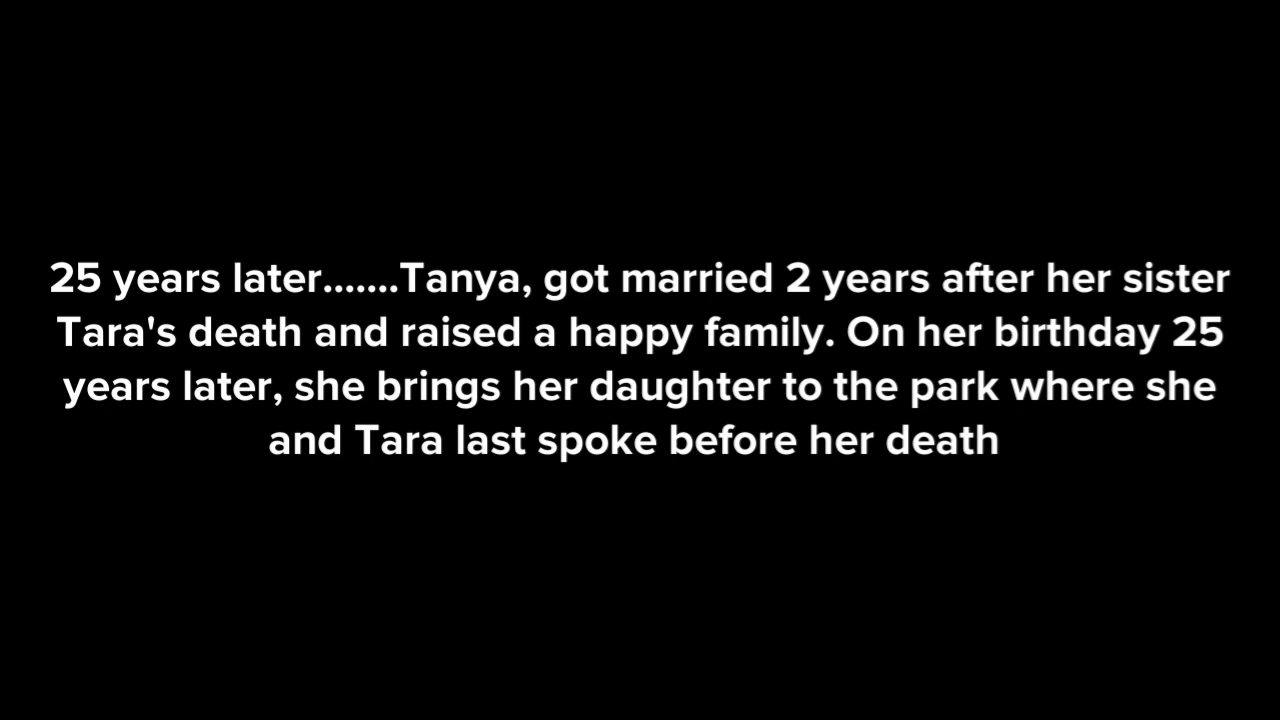 25 years later.......Tanya, got married 2 years after her sister
Tara's death and raised a happy family. On her birthday 25
years later, she brings her daughter to the park where she
and Tara last spoke before her death